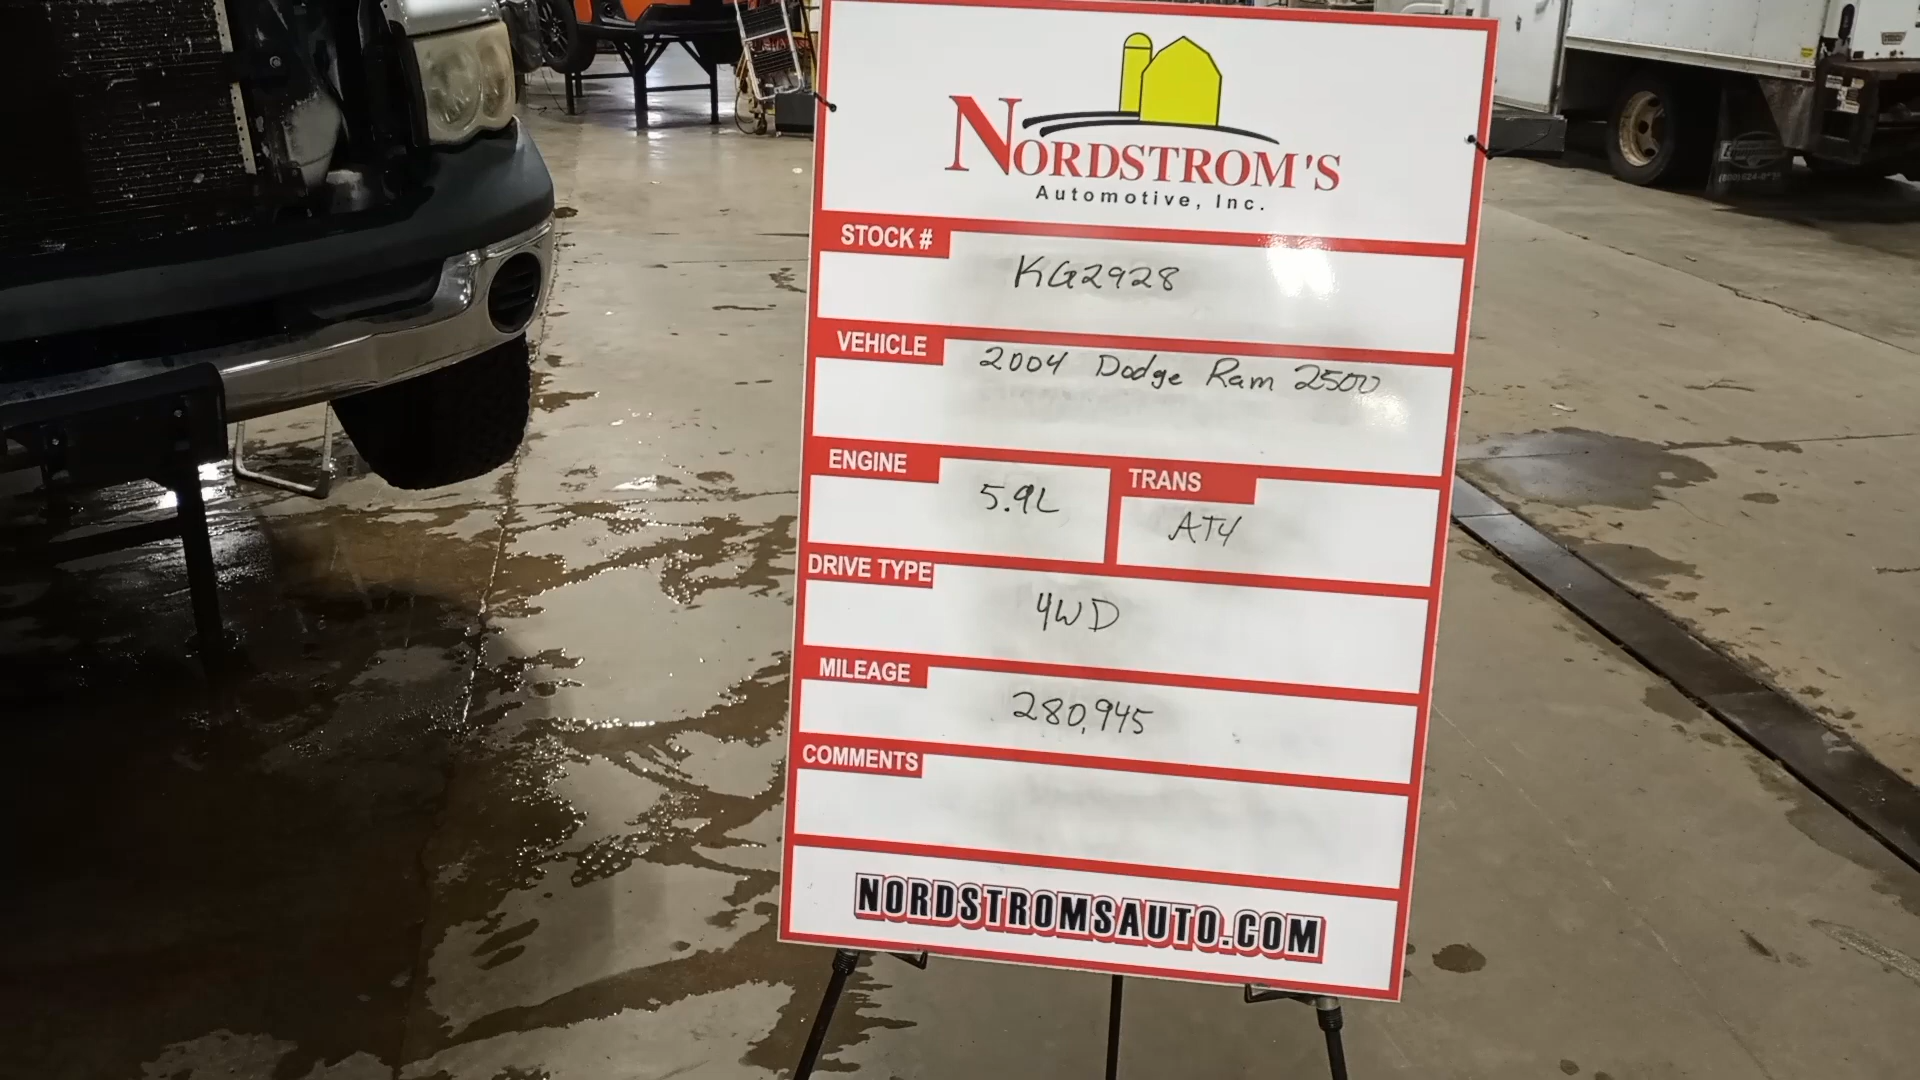 NORDSTROM'S
Automotive, Inc.
STOCK #
KG2928
VEHICLE
2004 Dodge Ram 2500
ENGINE
5.9L
TRANS
AT4
DRIVE TYPE
4WD
MILEAGE
280,945
COMMENTS
NORDSTROMSAUTO.COM